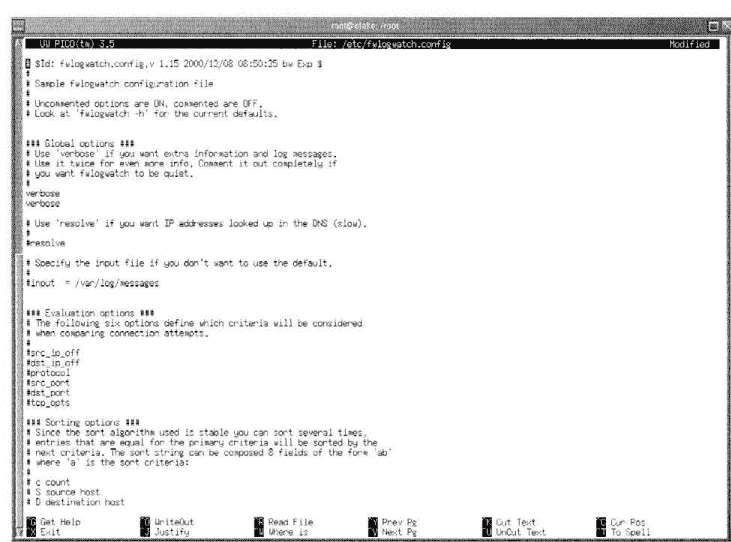 root@blake: /root
UW PICO(tm) 3.5 File: /etc/fwlogwatch.config Modified
# $Id: fwlogwatch.config,v 1.15 2000/12/08 08:50:25 bw Exp $
#
# Sample fwlogwatch configuration file
#
# Uncommented options are ON, commented are OFF.
# Look at 'fwlogwatch -h' for the current defaults.
### Global options ###
# Use 'verbose' if you want extra information and log messages.
# Use it twice for even more info. Comment it out completely if
# you want fwlogwatch to be quiet.
#
verbose
verbose
# Use 'resolve' if you want IP addresses looked up in the DNS (slow).
#
#resolve
# Specify the input file if you don't want to use the default.
#
#input = /var/log/messages
### Evaluation options ###
# The following six options define which criteria will be considered
# when comparing connection attempts.
#
#src_ip_off
#dst_ip_off
#protocol
#src_port
#dst_port
#tcp_opts
### Sorting options ###
# Since the sort algorithm used is stable you can sort several times,
# entries that are equal for the primary criteria will be sorted by the
# next criteria. The sort string can be composed 8 fields of the form 'ab'
# where 'a' is the sort criteria:
#
# c count
# S source host
# D destination host
^G Get Help ^O WriteOut ^R Read File ^Y Prev Pg ^K Cut Text ^C Cur Pos
^X Exit ^J Justify ^W Where is ^V Next Pg ^U UnCut Text ^T To Spell